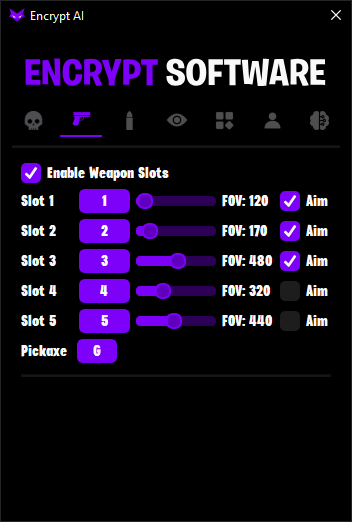 Encrypt AI
ENCRYPT SOFTWARE
Enable Weapon Slots
Slot 1 1 FOV: 120 Aim
Slot 2 2 FOV: 170 Aim
Slot 3 3 FOV: 480 Aim
Slot 4 4 FOV: 320 Aim
Slot 5 5 FOV: 440 Aim
Pickaxe G